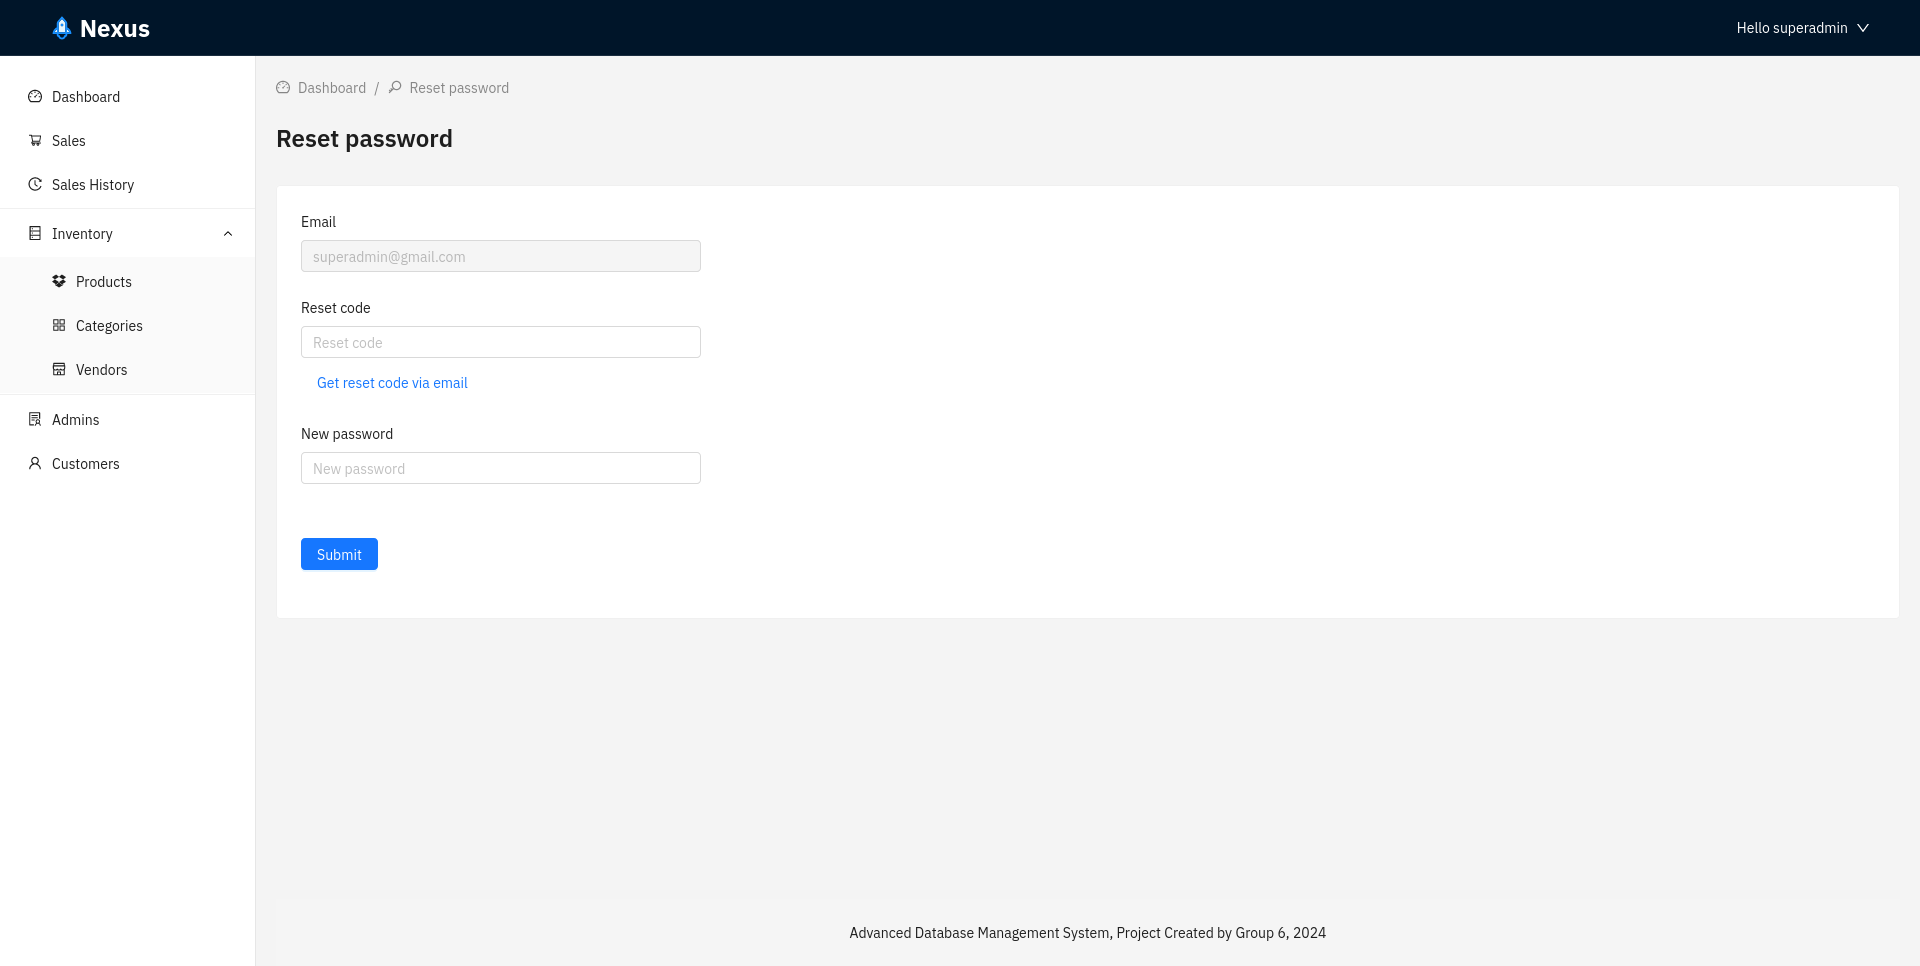 Nexus
Hello superadmin
Dashboard
Sales
Sales History
Inventory
Products
Categories
Vendors
Admins
Customers
Dashboard / Reset password
Reset password
Email
superadmin@gmail.com
Reset code
Reset code
Get reset code via email
New password
New password
Submit
Advanced Database Management System, Project Created by Group 6, 2024